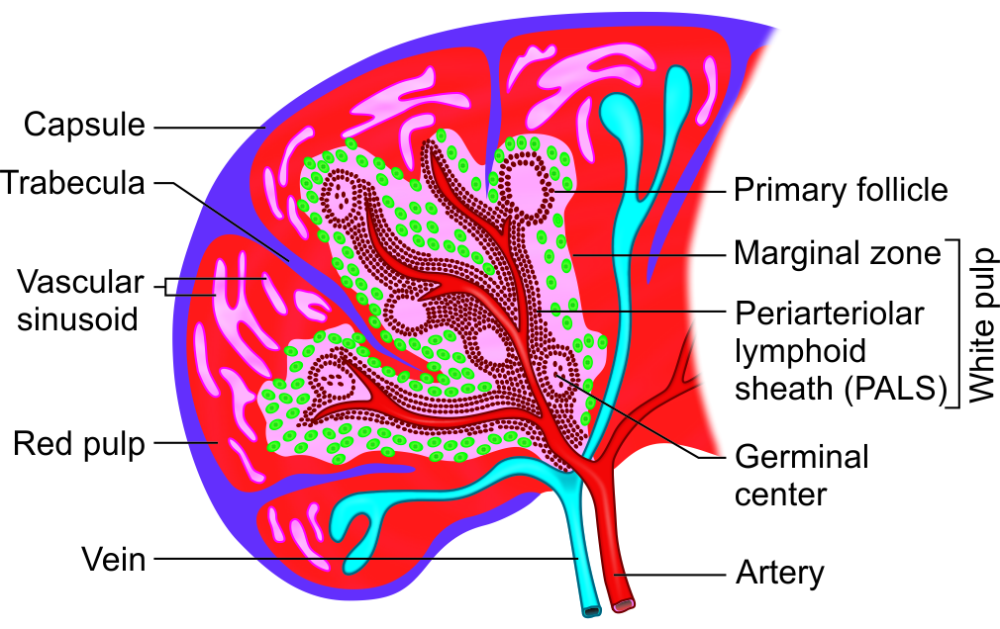 Capsule
Trabecula
Vascular
sinusoid
Red pulp
Vein
Primary follicle
Marginal zone
Periarteriolar
lymphoid
sheath (PALS)
White pulp
Germinal
center
Artery